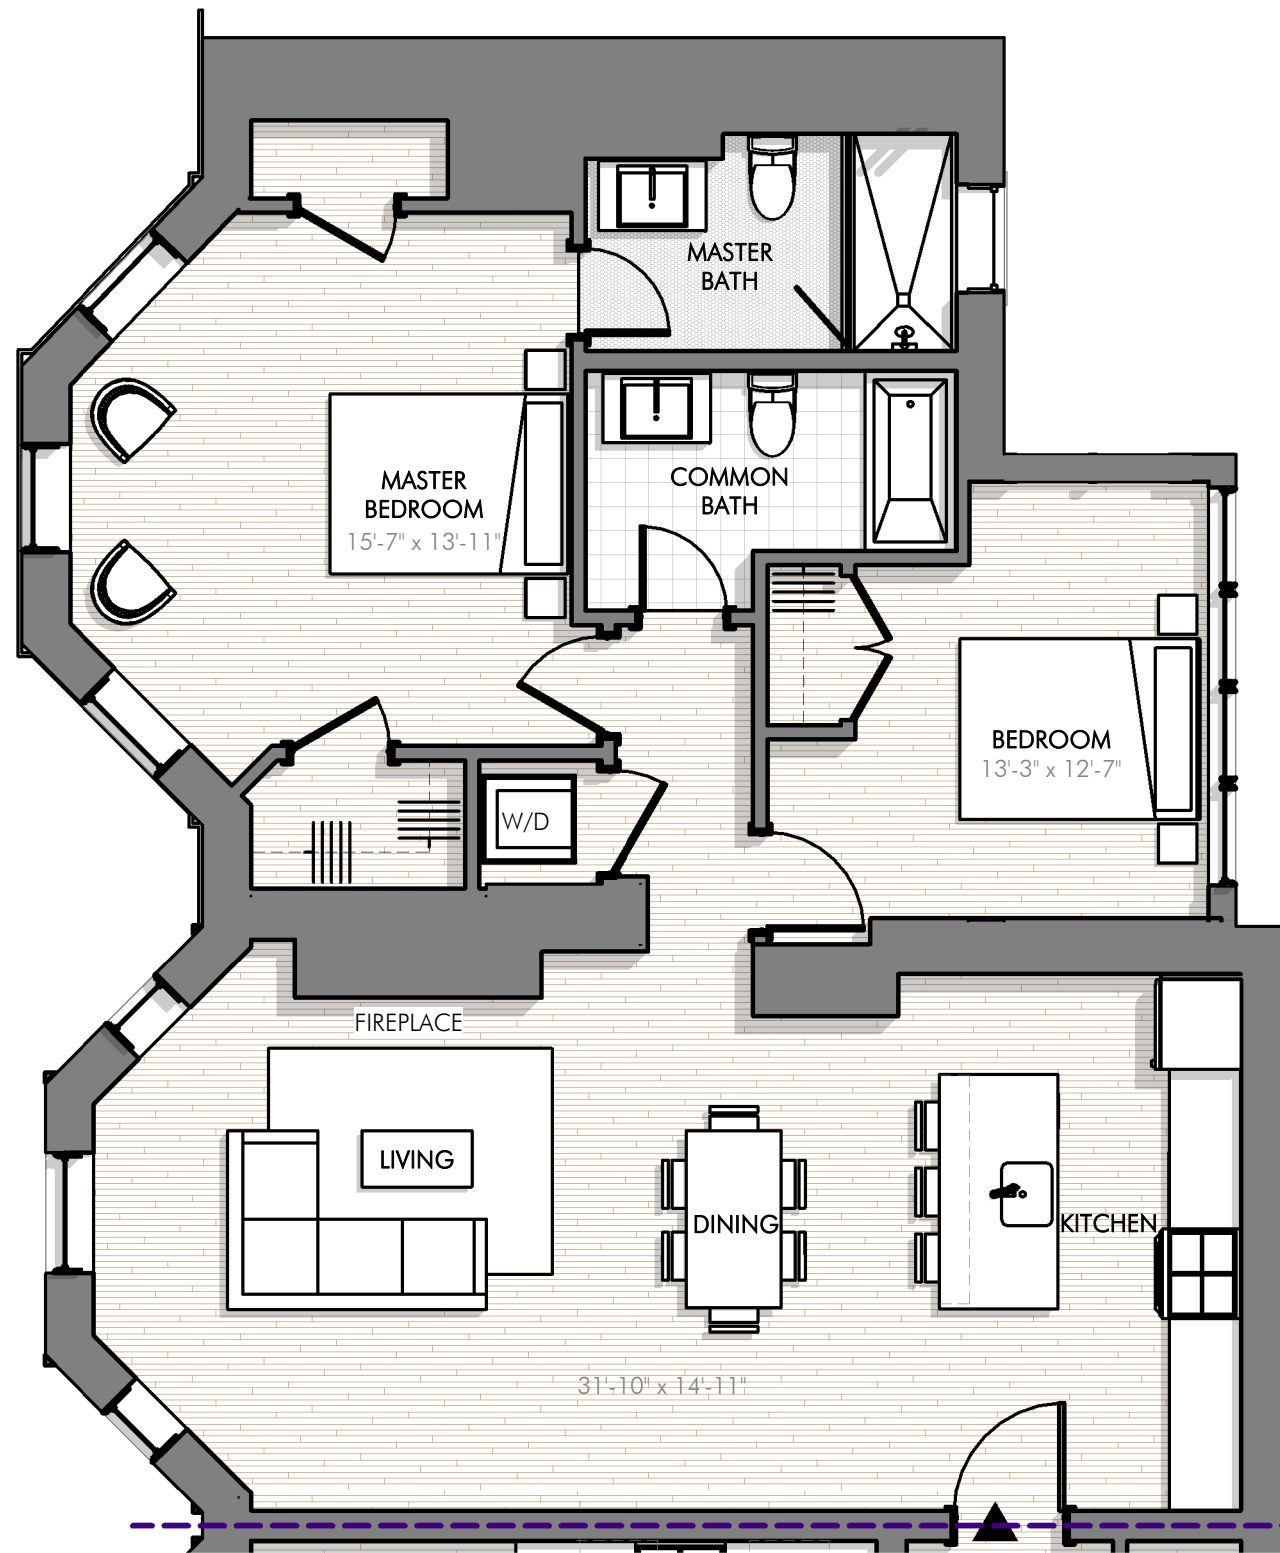 MASTER
BATH
COMMON
BATH
MASTER
BEDROOM
15'-7" x 13'-11"
BEDROOM
13'-3" x 12'-7"
W/D
FIREPLACE
LIVING
DINING
KITCHEN
31'-10" x 14'-11"